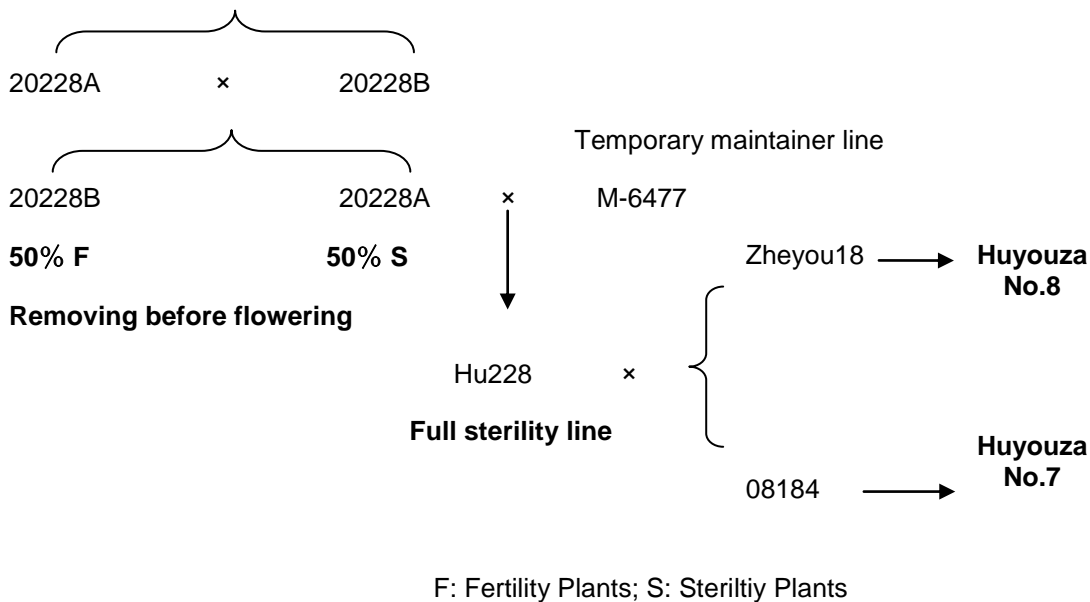 20228A × 20228B
Temporary maintainer line
20228B 20228A × M-6477
50% F 50% S
Zheyou18
Huyouza
No.8
Removing before flowering
Hu228 ×
Full sterility line
Huyouza
No.7
08184
F: Fertility Plants; S: Steriltiy Plants